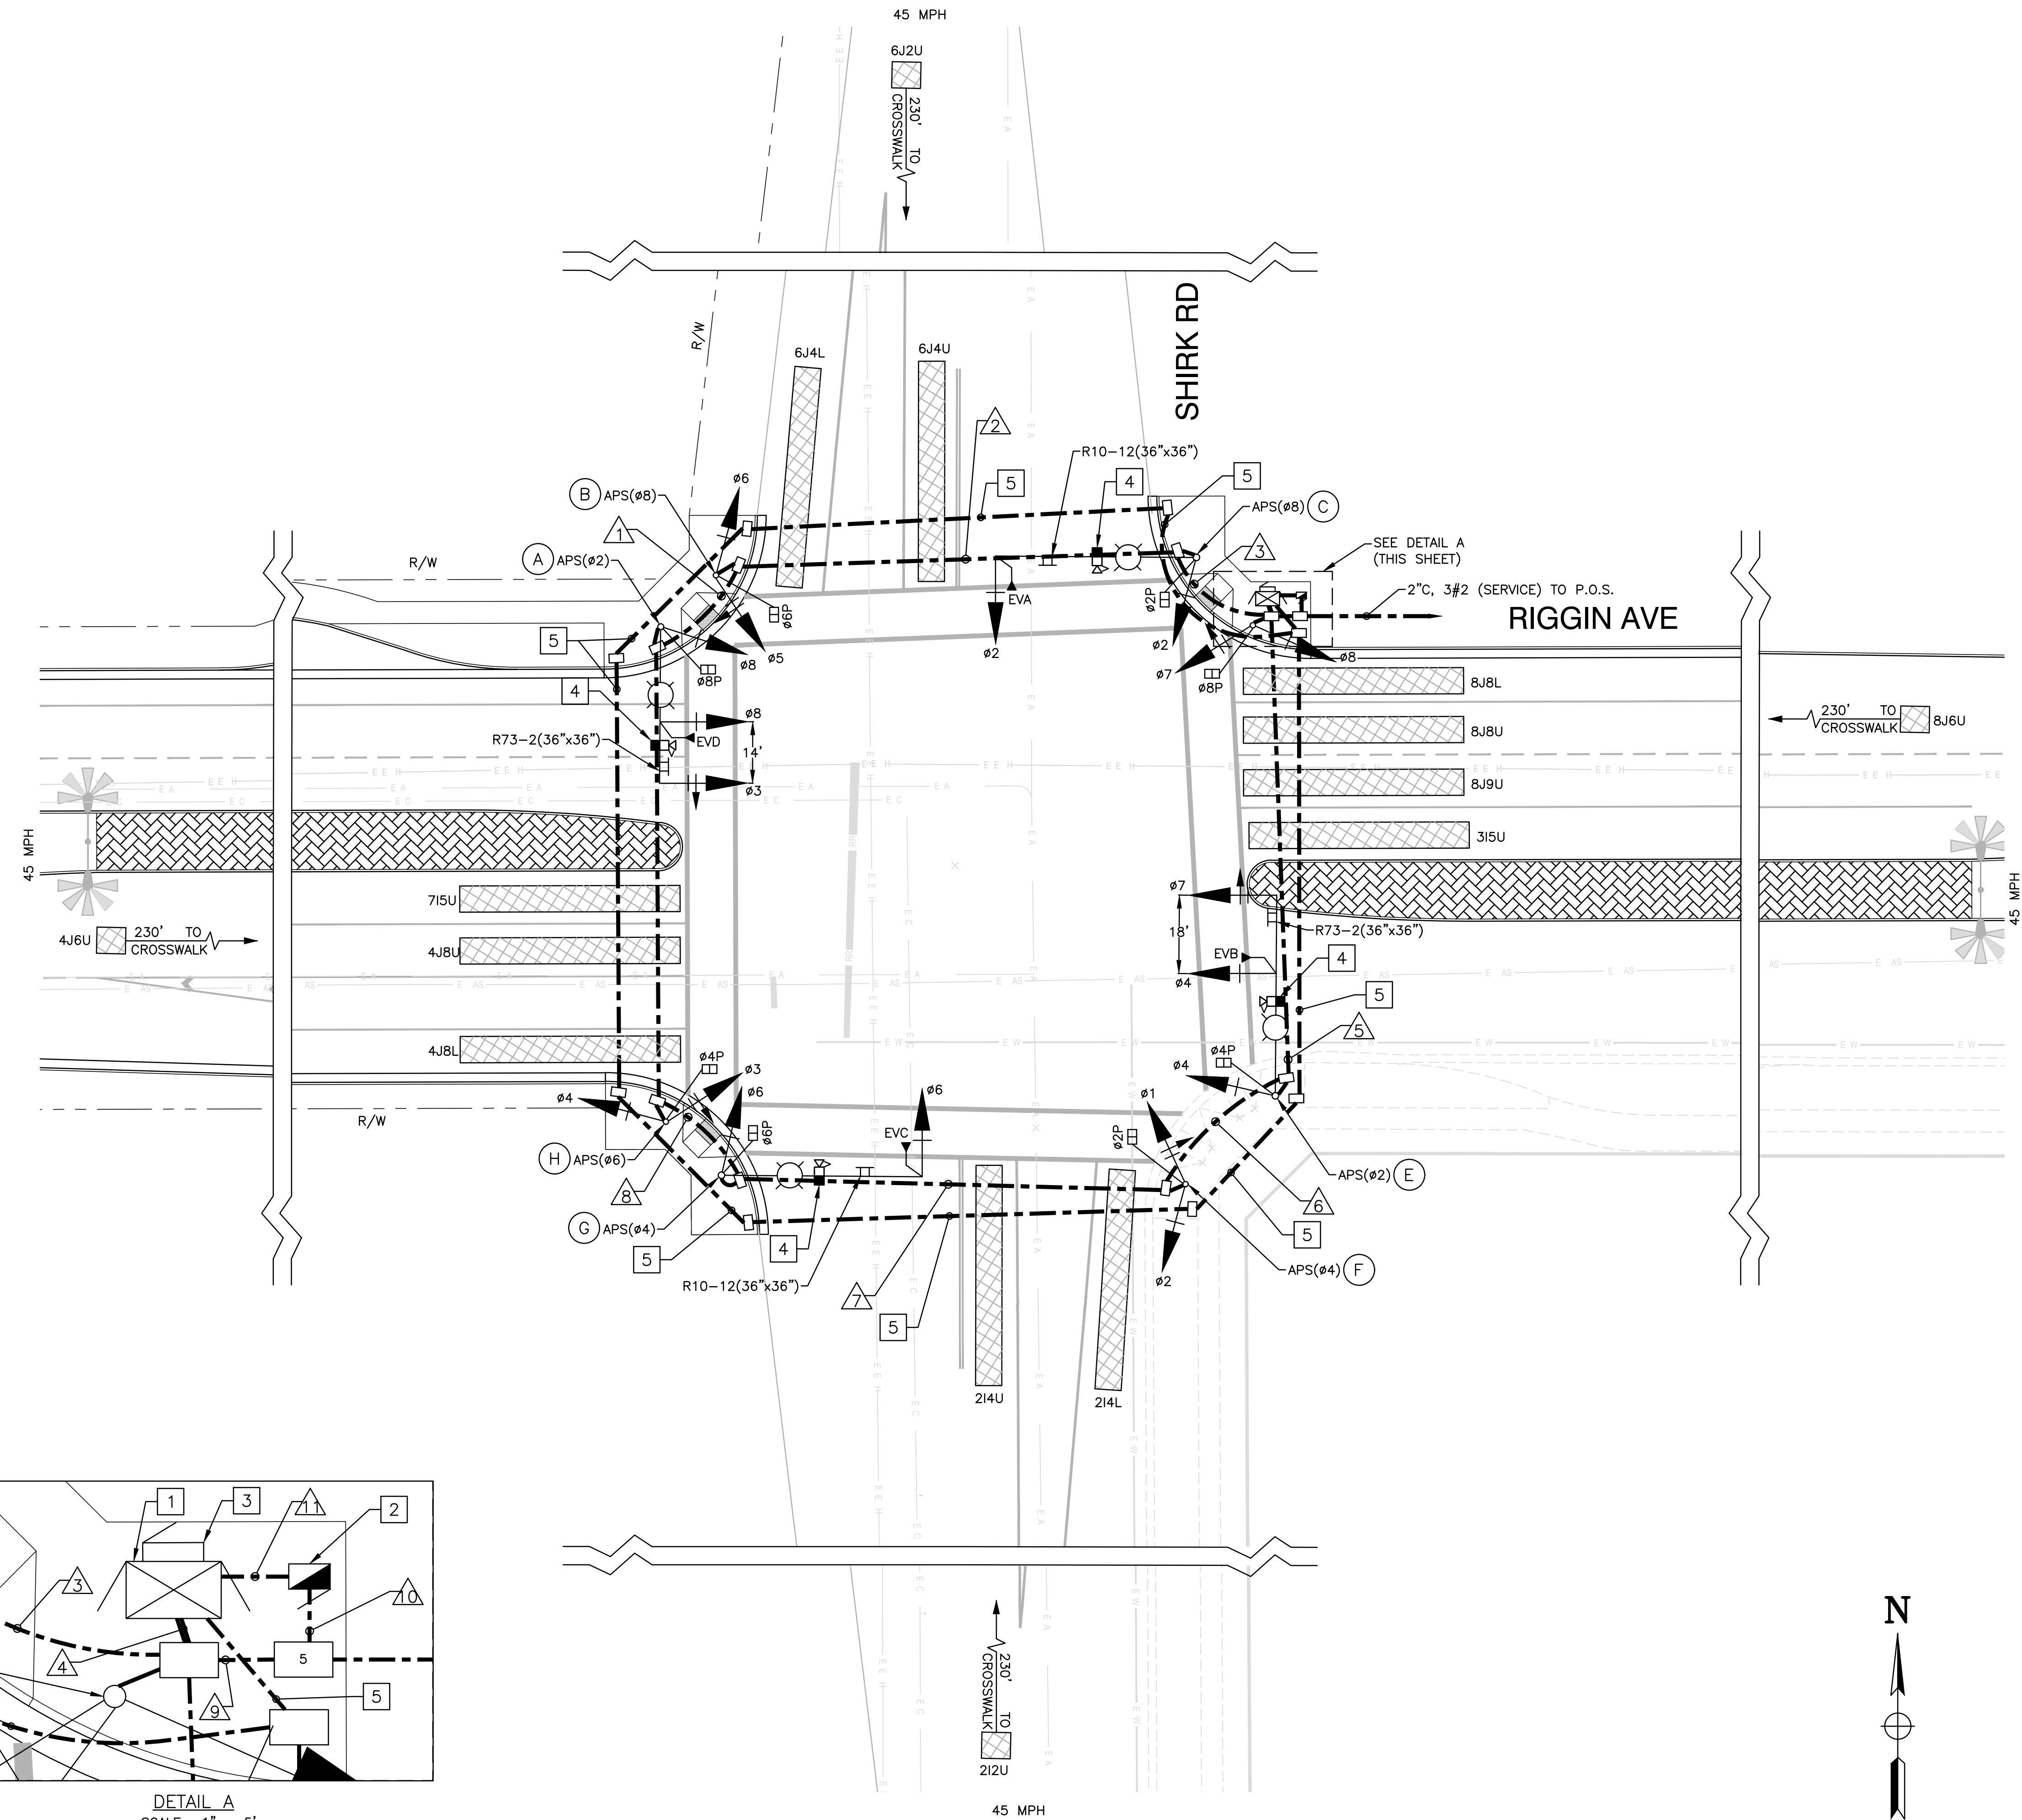 45 MPH
6J2U
230' TO
CROSSWALK
SHIRK RD
R/W
6J4L
6J4U
2
5
R10-12(36"x36")
4
5
B APS(ø8)
ø6
1
A APS(ø2)
APS(ø8) C
3
SEE DETAIL A
(THIS SHEET)
R/W
2"C, 3#2 (SERVICE) TO P.O.S.
RIGGIN AVE
EVA
ø6P
ø2P
5
ø8
ø5
ø2
ø2
ø7
ø8
4
ø8P
ø8P
8J8L
ø8
R73-2(36"x36")
EVD
14'
8J8U
230' TO
CROSSWALK
8J6U
8J9U
ø3
3I5U
45 MPH
45 MPH
7I5U
4J6U
230' TO
CROSSWALK
4J8U
ø7
18'
R73-2(36"x36")
EVB
4
ø4
5
5
4J8L
ø4P
ø3
ø4
ø6
ø4P
ø4
ø1
ø6
EVC
ø6P
ø2P
H APS(ø6)
8
APS(ø2) E
6
G APS(ø4)
5
4
5
R10-12(36"x36")
7
5
ø2
APS(ø4) F
2I4U
2I4L
230' TO
CROSSWALK
2I2U
45 MPH
N
1
3
11
2
3
10
4
5
9
5
DETAIL A
E E H
E A
E C
E AS
E W
RR